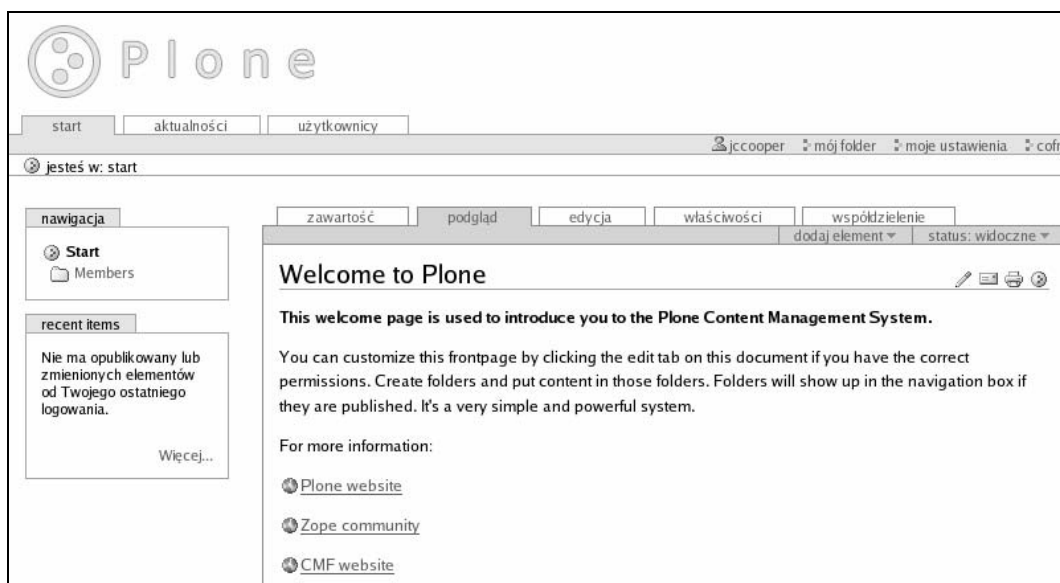 Plone
start aktualności użytkownicy
jccooper mój folder moje ustawienia
jesteś w: start
nawigacja
Start
Members
recent items
Nie ma opublikowany lub
zmienionych elementów
od Twojego ostatniego
logowania.
Więcej...
zawartość podgląd edycja właściwości współdzielenie
dodaj element status: widoczne
Welcome to Plone
This welcome page is used to introduce you to the Plone Content Management System.
You can customize this frontpage by clicking the edit tab on this document if you have the correct
permissions. Create folders and put content in those folders. Folders will show up in the navigation box if
they are published. It's a very simple and powerful system.
For more information:
Plone website
Zope community
CMF website